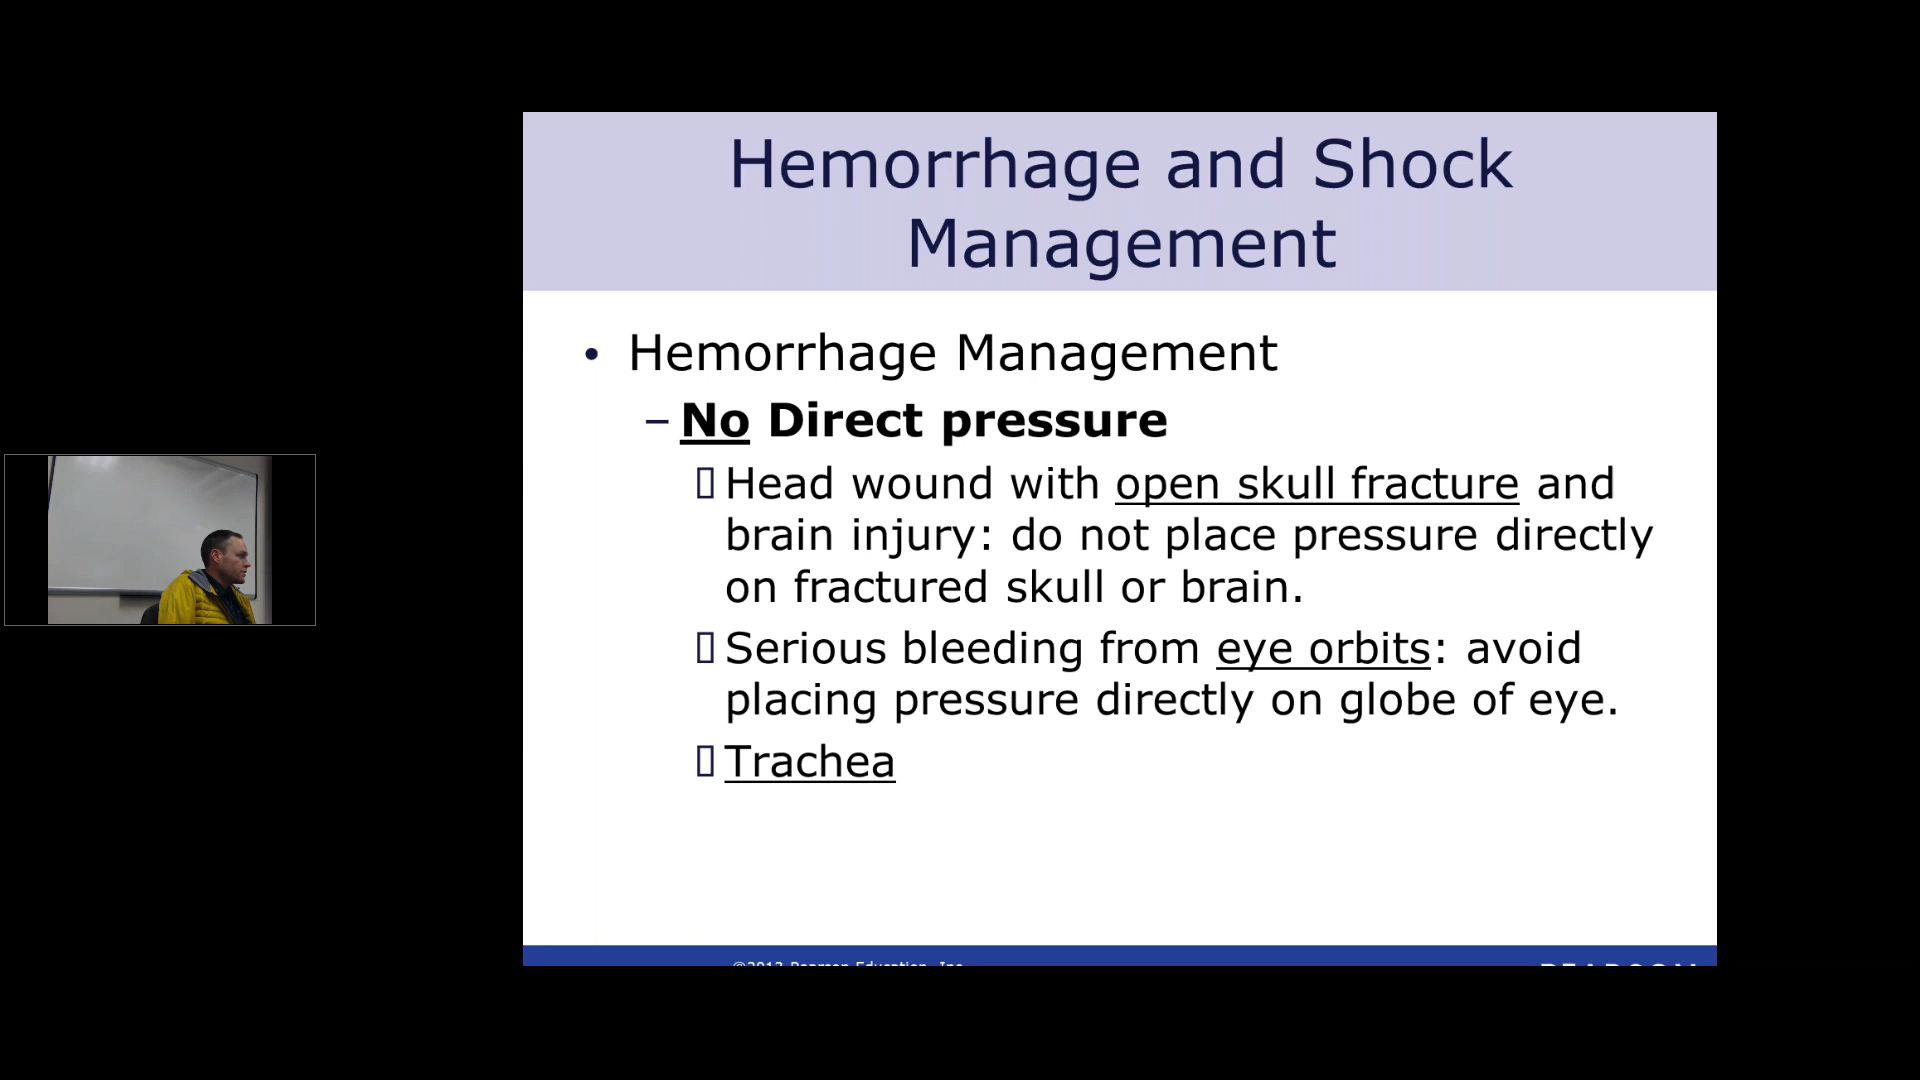 Hemorrhage and Shock
Management
• Hemorrhage Management
– No Direct pressure
Head wound with open skull fracture and
brain injury: do not place pressure directly
on fractured skull or brain.
Serious bleeding from eye orbits: avoid
placing pressure directly on globe of eye.
Trachea
©2013 Pearson Education, Inc.
PEARSON